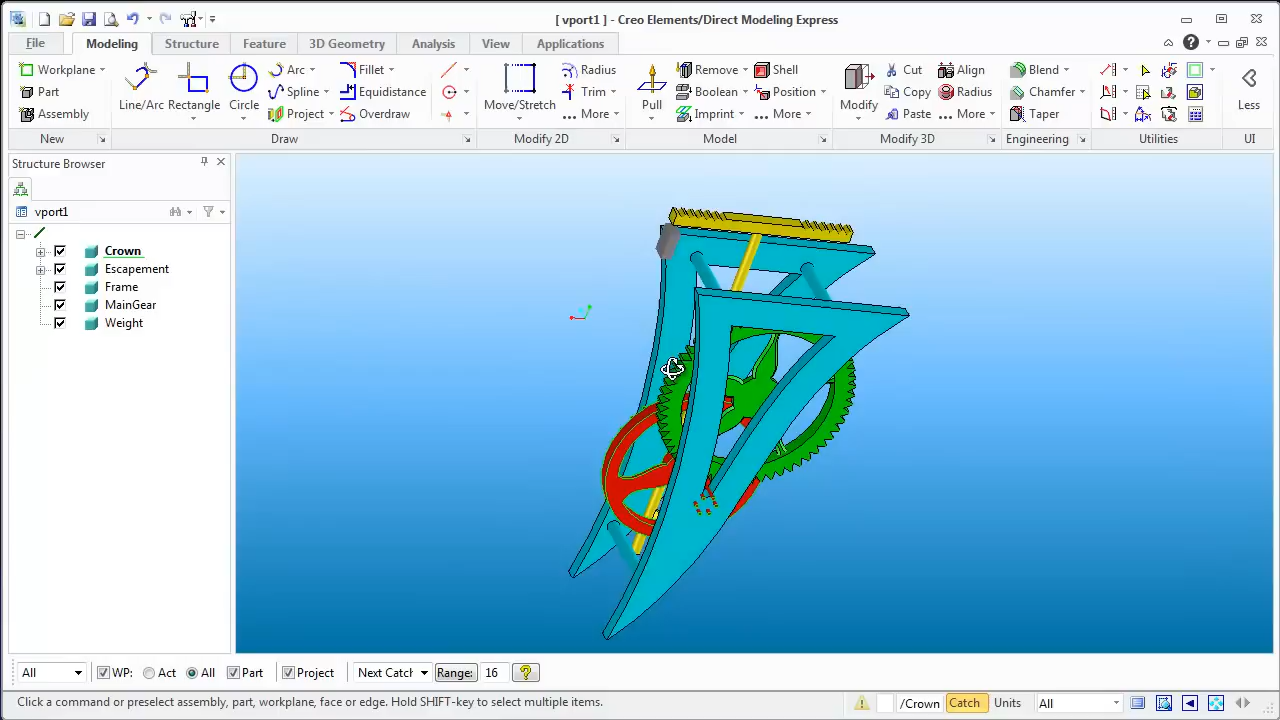 [ vport1 ] - Creo Elements/Direct Modeling Express
File Modeling Structure Feature 3D Geometry Analysis View Applications
Workplane Arc Fillet Radius Remove Shell Cut Align Blend
Part Line/Arc Rectangle Circle Spline Equidistance Move/Stretch Trim Pull Boolean Position Modify Copy Radius Chamfer Less
Assembly Project Overdraw More Imprint More Paste More Taper
New Draw Modify 2D Model Modify 3D Engineering Utilities UI
Structure Browser
vport1
Crown
Escapement
Frame
MainGear
Weight
All WP: Act All Part Project Next Catch Range: 16
Click a command or preselect assembly, part, workplane, face or edge. Hold SHIFT-key to select multiple items. /Crown Catch Units All